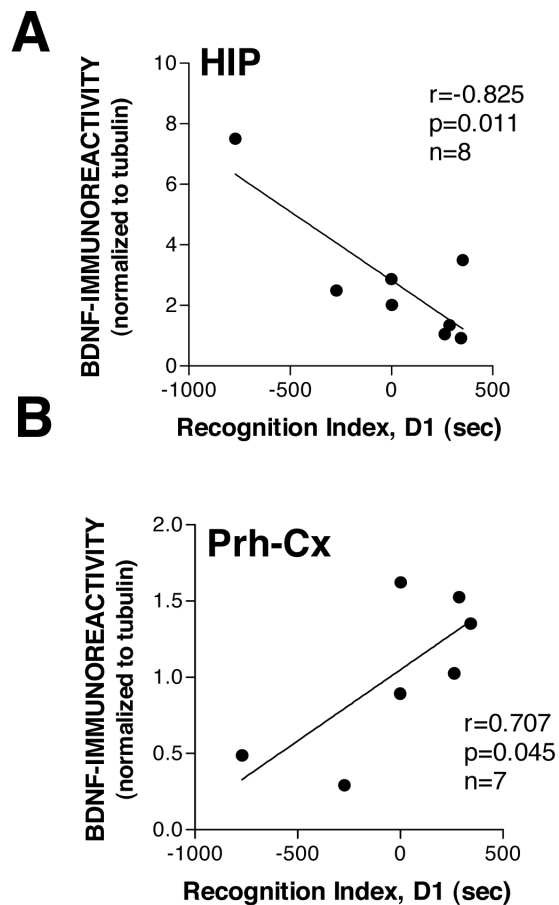 A
HIP
BDNF-IMMUNOREACTIVITY
(normalized to tubulin)
10
8
6
4
2
0
r=-0.825
p=0.011
n=8
-1000
-500
0
500
Recognition Index, D1 (sec)
B
Prh-Cx
BDNF-IMMUNOREACTIVITY
(normalized to tubulin)
2.0
1.5
1.0
0.5
0.0
r=0.707
p=0.045
n=7
-1000
-500
0
500
Recognition Index, D1 (sec)